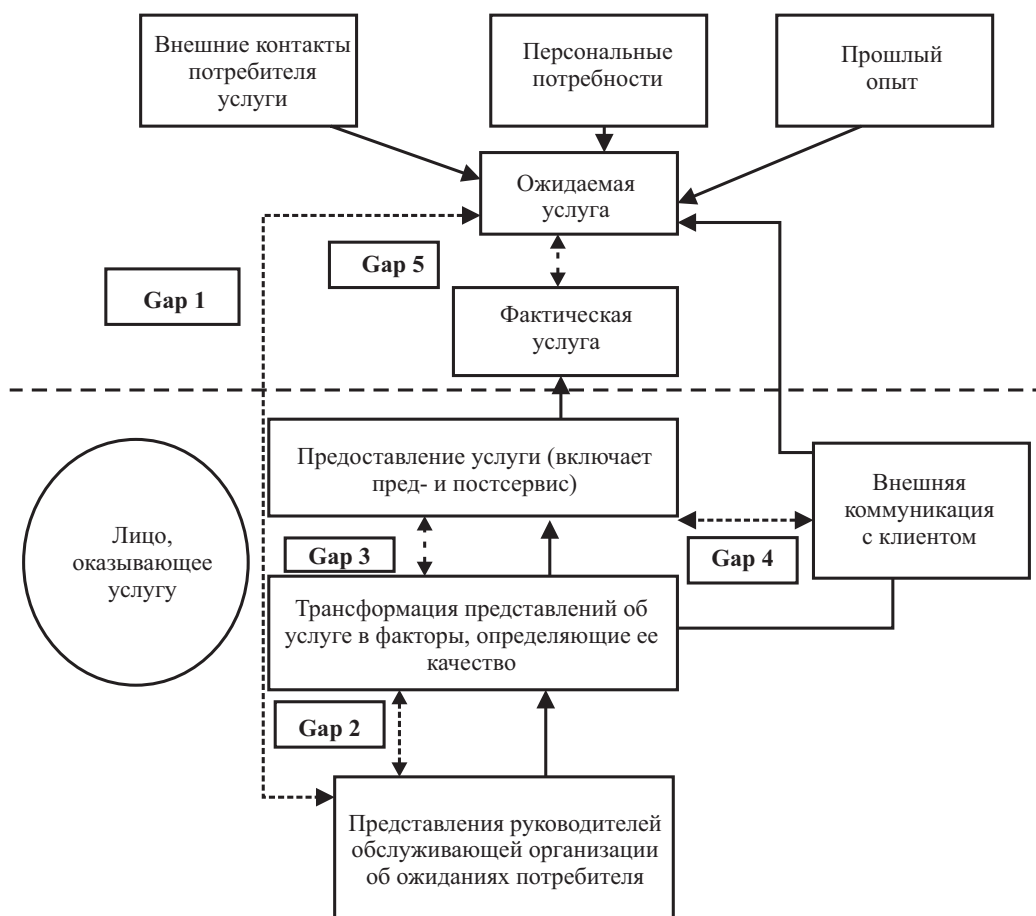 Внешние контакты
потребителя
услуги
Персональные
потребности
Прошлый
опыт
Ожидаемая
услуга
Gap 5
Gap 1
Фактическая
услуга
Предоставление услуги (включает
пред- и постсервис)
Внешняя
коммуникация
с клиентом
Лицо,
оказывающее
услугу
Gap 3
Gap 4
Трансформация представлений об
услуге в факторы, определяющие ее
качество
Gap 2
Представления руководителей
обслуживающей организации
об ожиданиях потребителя